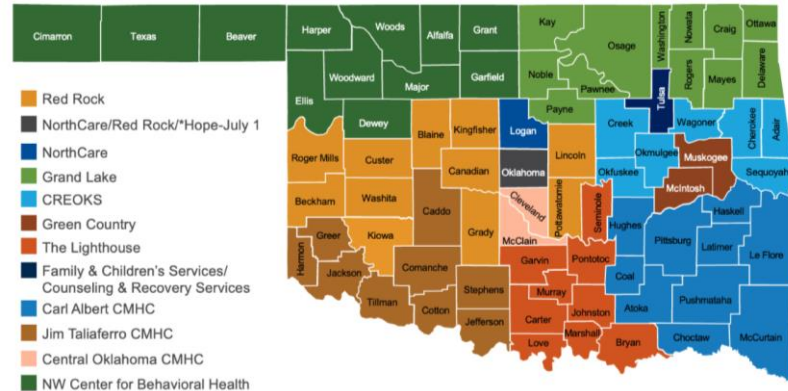 Cimarron
Texas
Beaver
Harper
Woods
Alfalfa
Grant
Kay
Osage
Washington
Nowata
Craig
Ottawa
Woodward
Major
Garfield
Noble
Pawnee
Rogers
Mayes
Delaware
Ellis
Dewey
Blaine
Kingfisher
Logan
Payne
Creek
Tulsa
Wagoner
Cherokee
Adair
Roger Mills
Custer
Canadian
Oklahoma
Lincoln
Okfuskee
Okmulgee
Muskogee
McIntosh
Sequoyah
Beckham
Washita
Caddo
Grady
Cleveland
McClain
Pottawatomie
Seminole
Hughes
Haskell
Pittsburg
Latimer
Le Flore
Harmon
Greer
Kiowa
Jackson
Comanche
Stephens
Garvin
Pontotoc
Coal
Tillman
Cotton
Jefferson
Murray
Carter
Johnston
Atoka
Pushmataha
Love
Marshall
Bryan
Choctaw
McCurtain
Red Rock
NorthCare/Red Rock/*Hope-July 1
NorthCare
Grand Lake
CREOKS
Green Country
The Lighthouse
Family & Children's Services/
Counseling & Recovery Services
Carl Albert CMHC
Jim Taliaferro CMHC
Central Oklahoma CMHC
NW Center for Behavioral Health